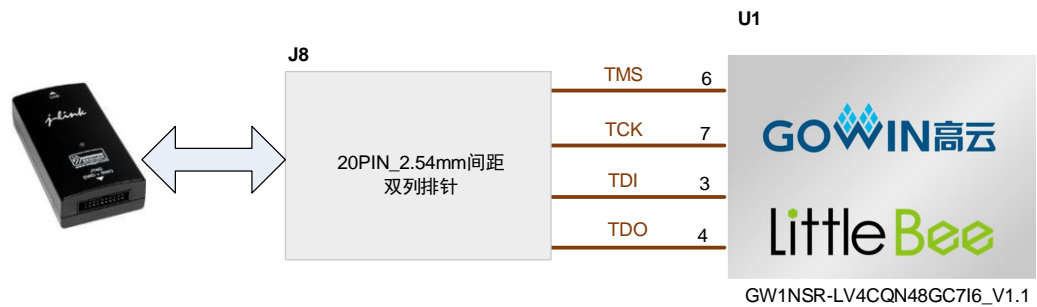 U1
J8
TMS 6
TCK 7
TDI 3
TDO 4
20PIN_2.54mm间距
双列排针
J-Link
GOWIN高云
LittleBee
GW1NSR-LV4CQN48GC7I6_V1.1